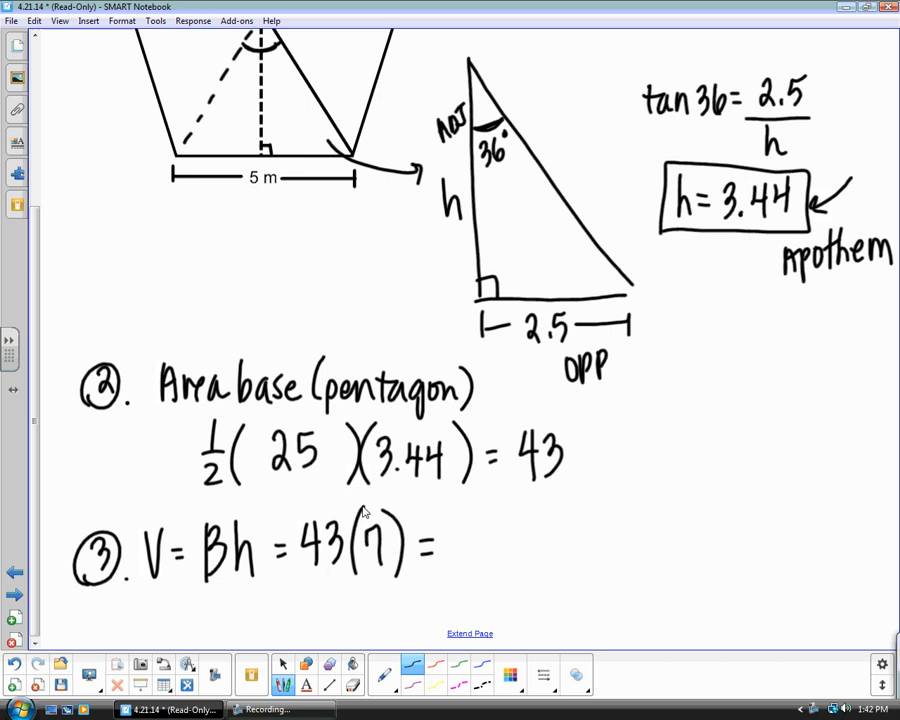 4.21.14 * (Read-Only) - SMART Notebook
File Edit View Insert Format Tools Response Add-ons Help
5 m
ADJ
36°
h
2.5
OPP
tan 36 = 2.5 / h
h = 3.44
Apothem
2. Area base (pentagon)
1/2 ( 25 )(3.44) = 43
3. V = Bh = 43(7) =
Extend Page
4.21.14 * (Read-Only)...
Recording...
1:42 PM